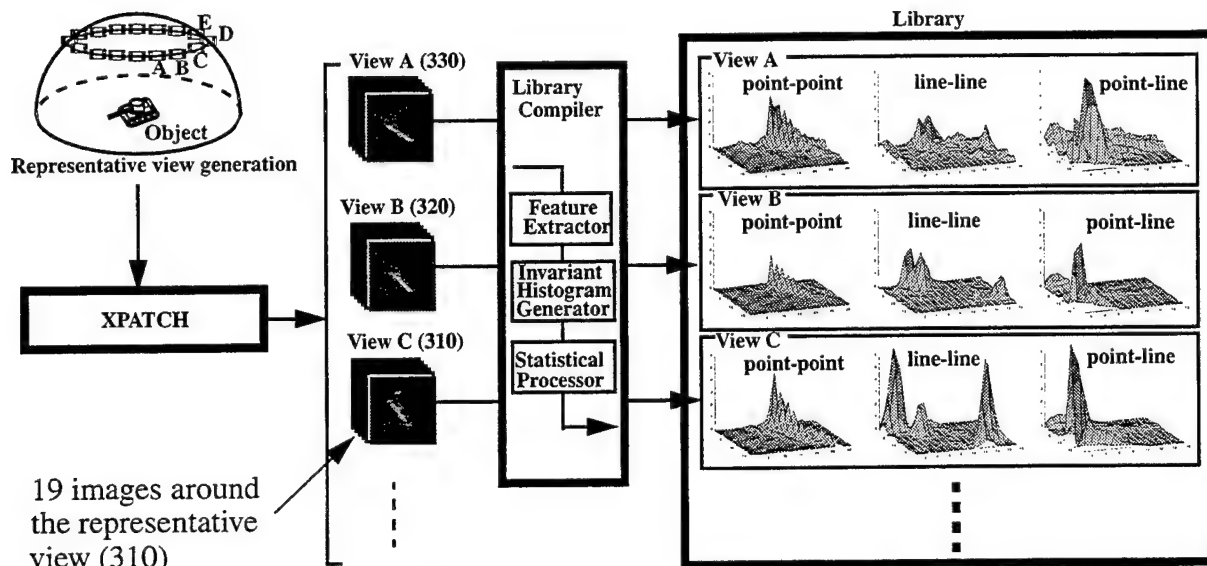 Library
E
D
C
A B
Object
Representative view generation
XPATCH
View A (330)
View B (320)
View C (310)
19 images around
the representative
view (310)
Library
Compiler
Feature
Extractor
Invariant
Histogram
Generator
Statistical
Processor
View A
point-point line-line point-line
View B
point-point line-line point-line
View C
point-point line-line point-line